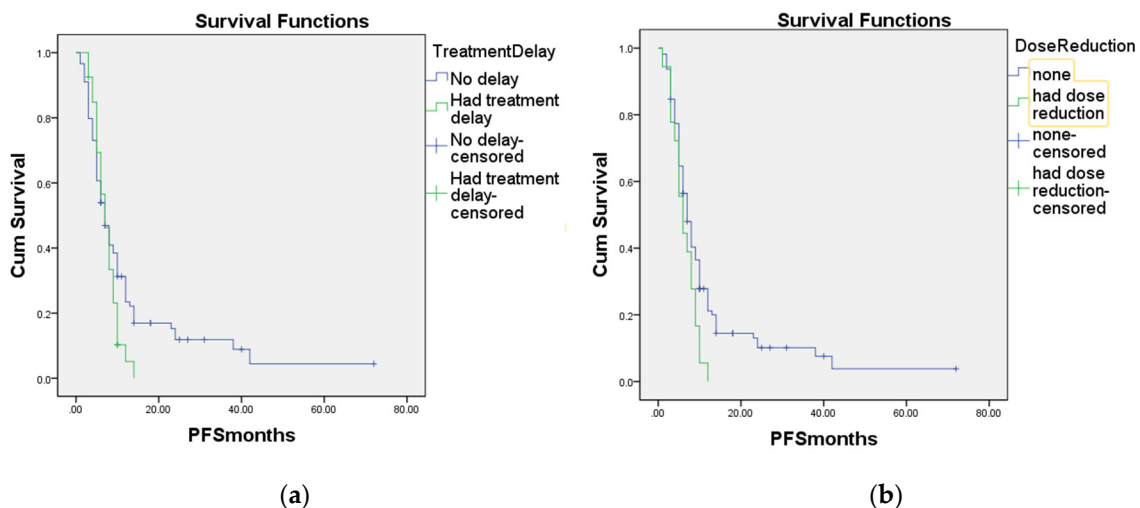 Survival Functions
TreatmentDelay
No delay
Had treatment
delay
No delay-
censored
Had treatment
delay-
censored
Cum Survival
1.0
0.8
0.6
0.4
0.2
0.0
.00
20.00
40.00
60.00
80.00
PFSmonths
(a)
Survival Functions
DoseReduction
none
had dose
reduction
none-
censored
had dose
reduction-
censored
Cum Survival
1.0
0.8
0.6
0.4
0.2
0.0
.00
20.00
40.00
60.00
80.00
PFSmonths
(b)